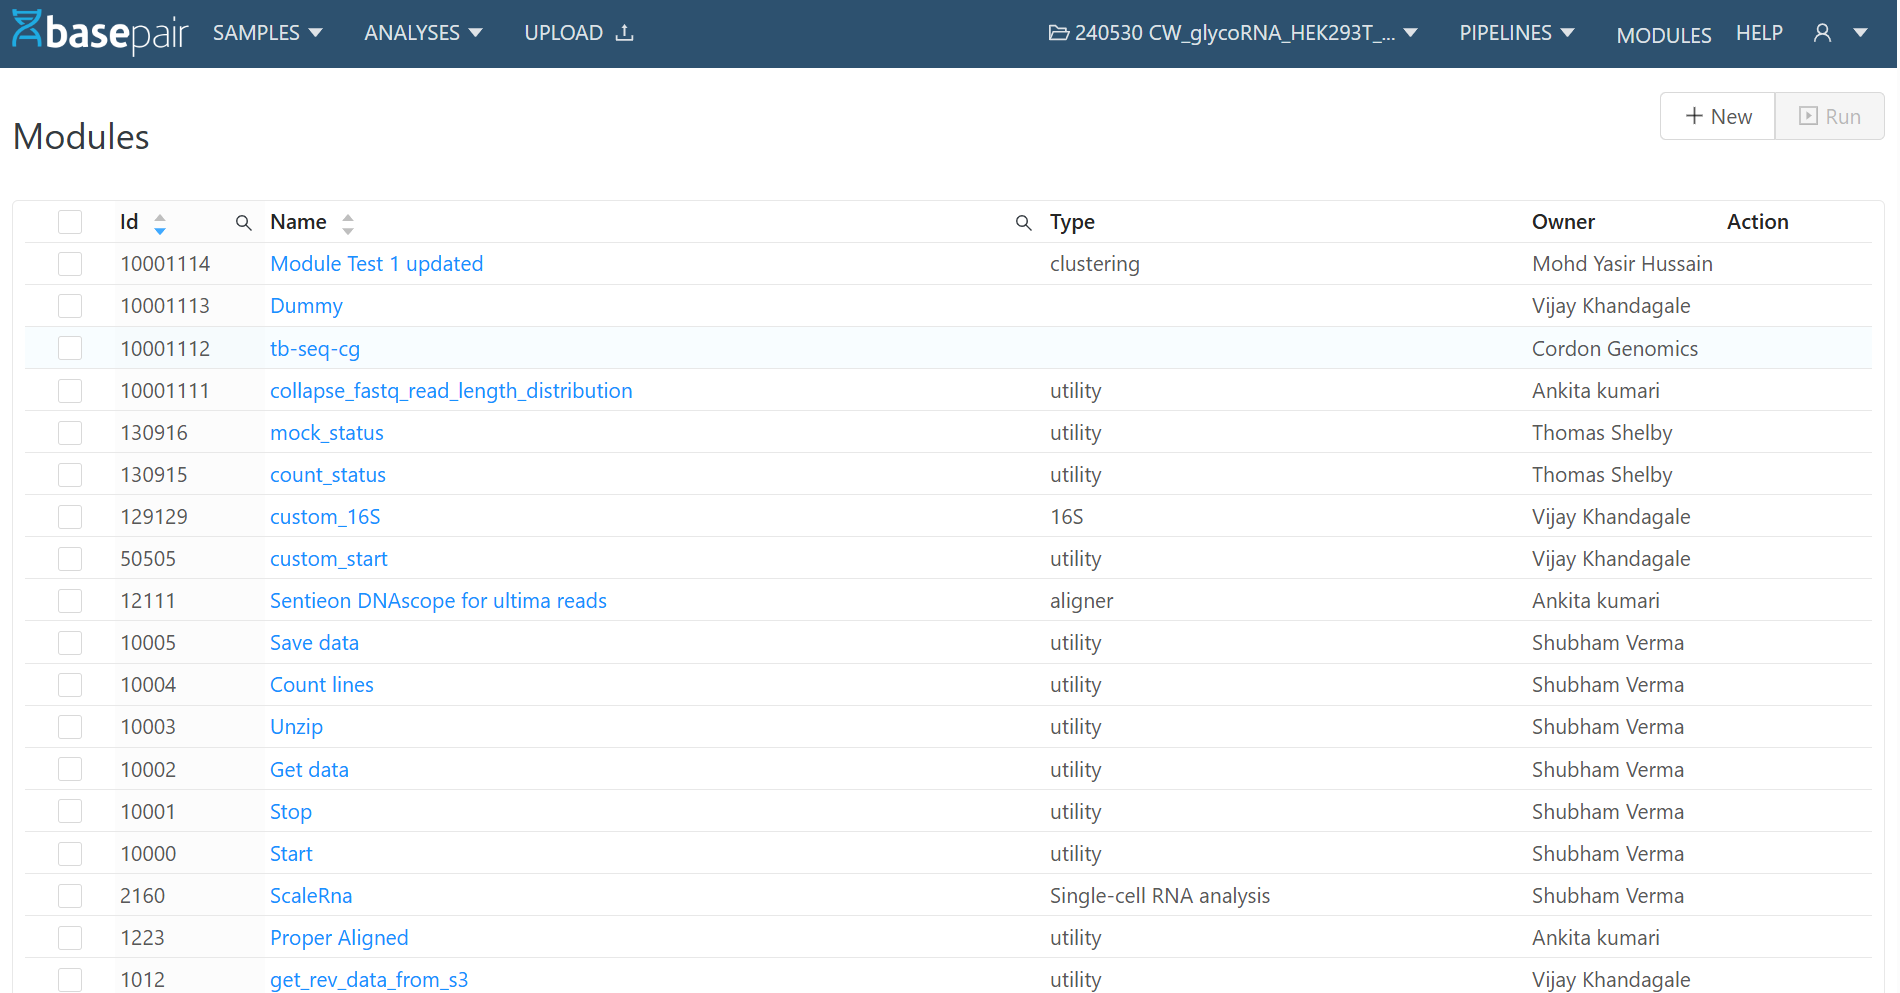 basepair SAMPLES ANALYSES UPLOAD 240530 CW_glycoRNA_HEK293T_... PIPELINES MODULES HELP
Modules
New Run
Id Name Type Owner Action
10001114 Module Test 1 updated clustering Mohd Yasir Hussain
10001113 Dummy Vijay Khandagale
10001112 tb-seq-cg Cordon Genomics
10001111 collapse_fastq_read_length_distribution utility Ankita kumari
130916 mock_status utility Thomas Shelby
130915 count_status utility Thomas Shelby
129129 custom_16S 16S Vijay Khandagale
50505 custom_start utility Vijay Khandagale
12111 Sentieon DNAscope for ultima reads aligner Ankita kumari
10005 Save data utility Shubham Verma
10004 Count lines utility Shubham Verma
10003 Unzip utility Shubham Verma
10002 Get data utility Shubham Verma
10001 Stop utility Shubham Verma
10000 Start utility Shubham Verma
2160 ScaleRna Single-cell RNA analysis Shubham Verma
1223 Proper Aligned utility Ankita kumari
1012 get_rev_data_from_s3 utility Vijay Khandagale